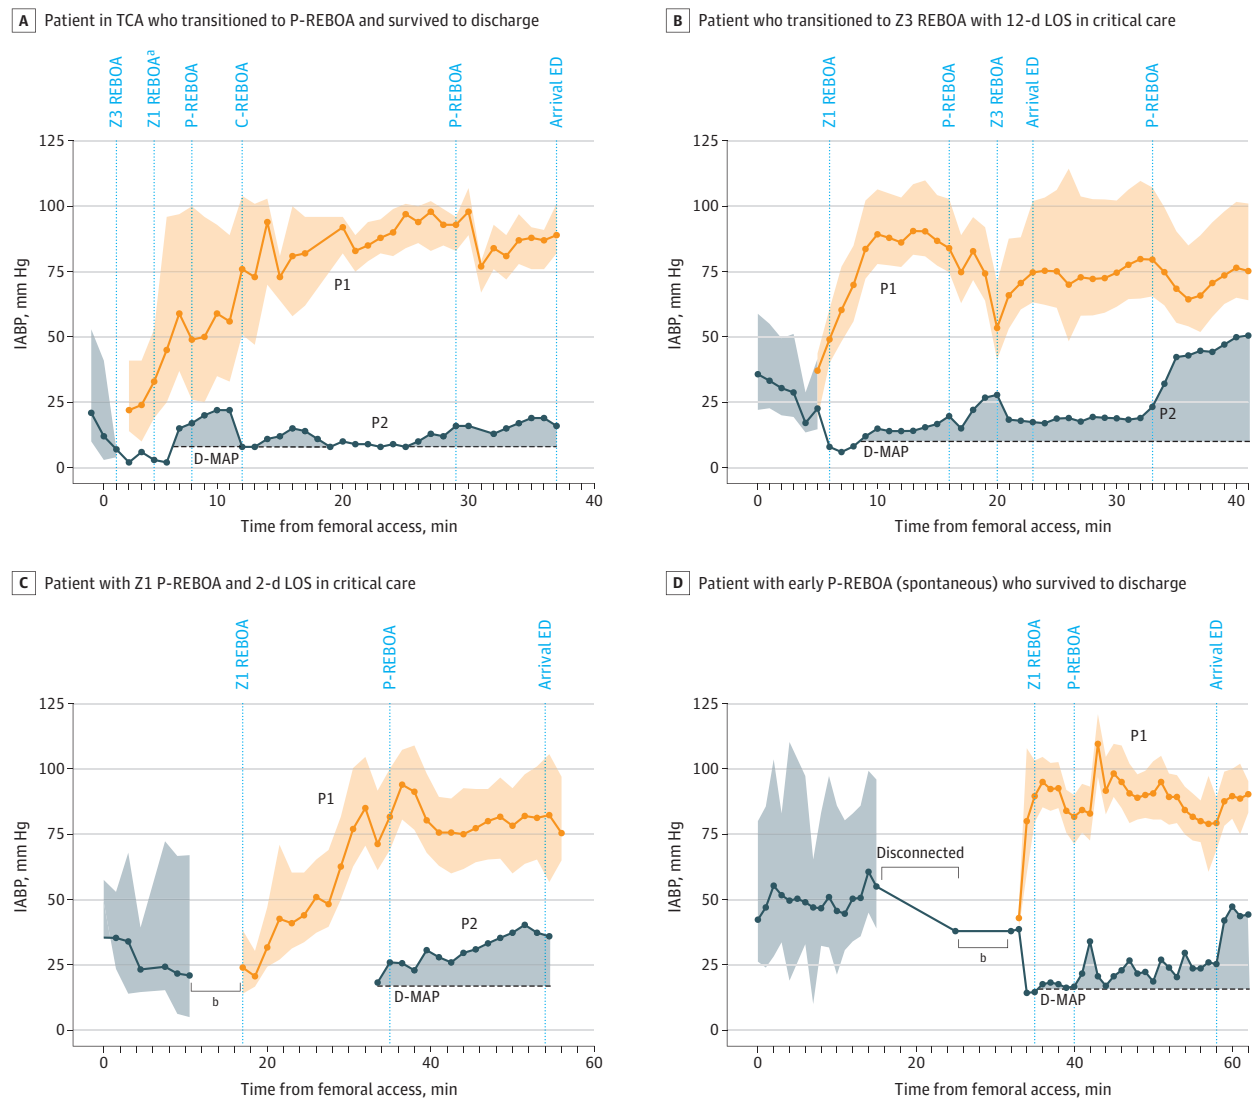 A Patient in TCA who transitioned to P-REBOA and survived to discharge
Z3 REBOA
Z1 REBOAa
P-REBOA
C-REBOA
P-REBOA
Arrival ED
IABP, mm Hg
125
100
75
50
25
0
P1
P2
D-MAP
0 10 20 30 40
Time from femoral access, min
B Patient who transitioned to Z3 REBOA with 12-d LOS in critical care
Z1 REBOA
P-REBOA
Z3 REBOA
Arrival ED
P-REBOA
IABP, mm Hg
125
100
75
50
25
0
P1
P2
D-MAP
0 10 20 30 40
Time from femoral access, min
C Patient with Z1 P-REBOA and 2-d LOS in critical care
Z1 REBOA
P-REBOA
Arrival ED
IABP, mm Hg
125
100
75
50
25
0
P1
P2
b
D-MAP
0 20 40 60
Time from femoral access, min
D Patient with early P-REBOA (spontaneous) who survived to discharge
Z1 REBOA
P-REBOA
Arrival ED
IABP, mm Hg
125
100
75
50
25
0
P1
Disconnected
b
D-MAP
0 20 40 60
Time from femoral access, min